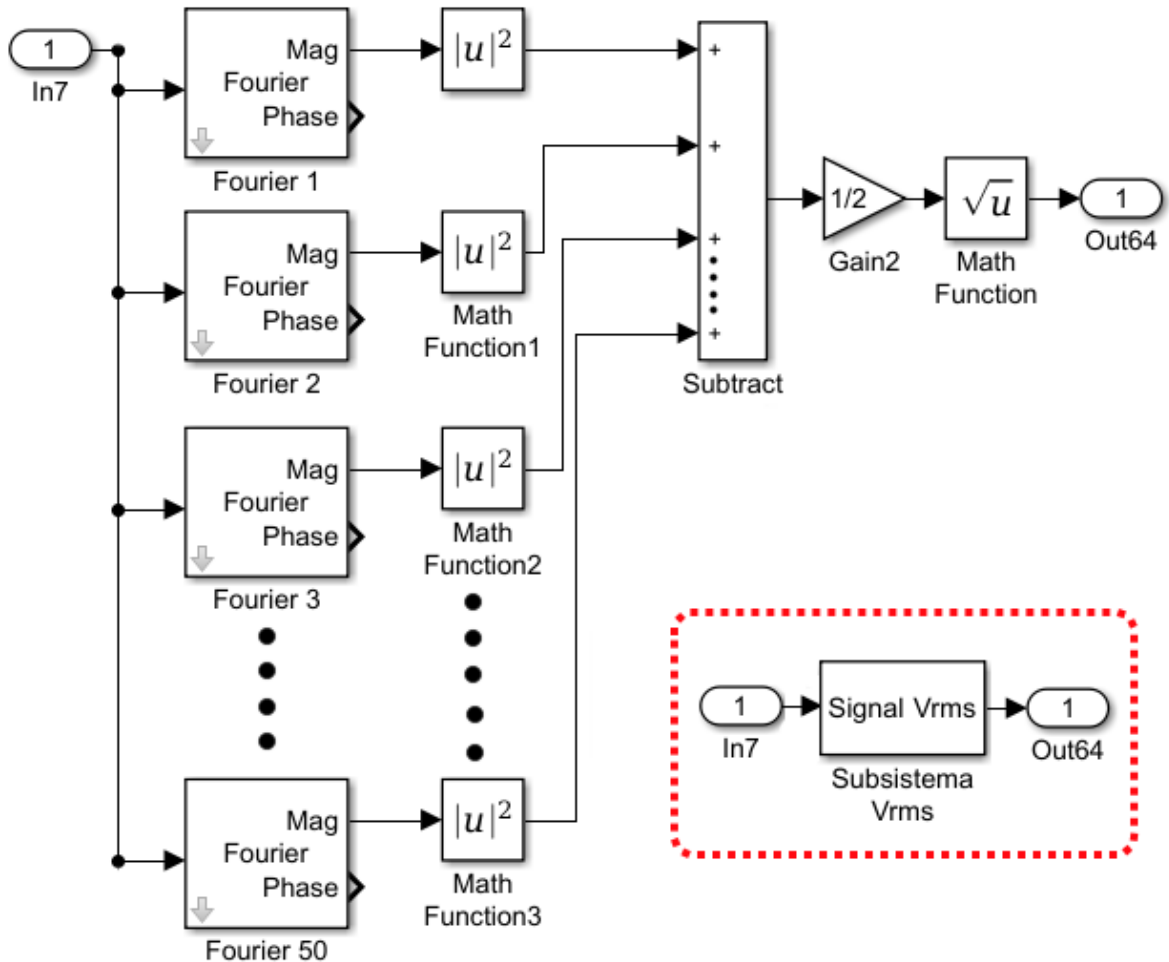 1
In7
Mag
Fourier
Phase
Fourier 1
|u|²
+
Mag
Fourier
Phase
Fourier 2
|u|²
Math
Function1
+
Mag
Fourier
Phase
Fourier 3
|u|²
Math
Function2
+
Mag
Fourier
Phase
Fourier 50
|u|²
Math
Function3
+
Subtract
1/2
Gain2
√u
Math
Function
1
Out64
1
In7
Signal Vrms
Subsistema
Vrms
1
Out64